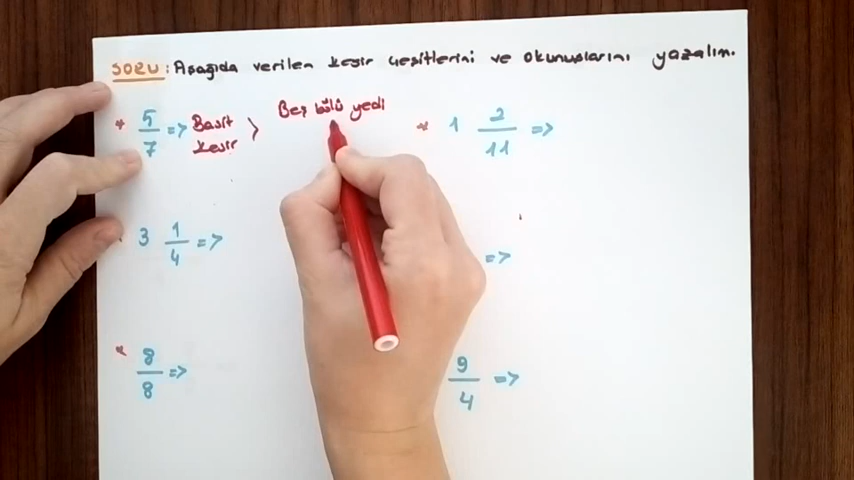 SORU: Aşağıda verilen kesir çeşitlerini ve okunuşlarını yazalım.
* 5/7 => Basit kesir > Beş bölü yedi
* 1 2/11 =>
3 1/4 =>
=>
* 8/8 =>
9/4 =>